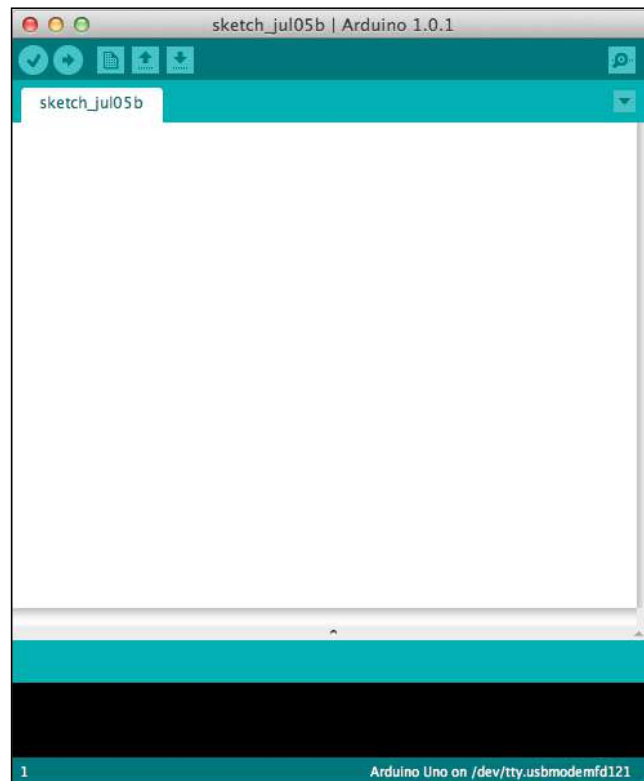 sketch_jul05b | Arduino 1.0.1
sketch_jul05b
1
Arduino Uno on /dev/tty.usbmodemfd121